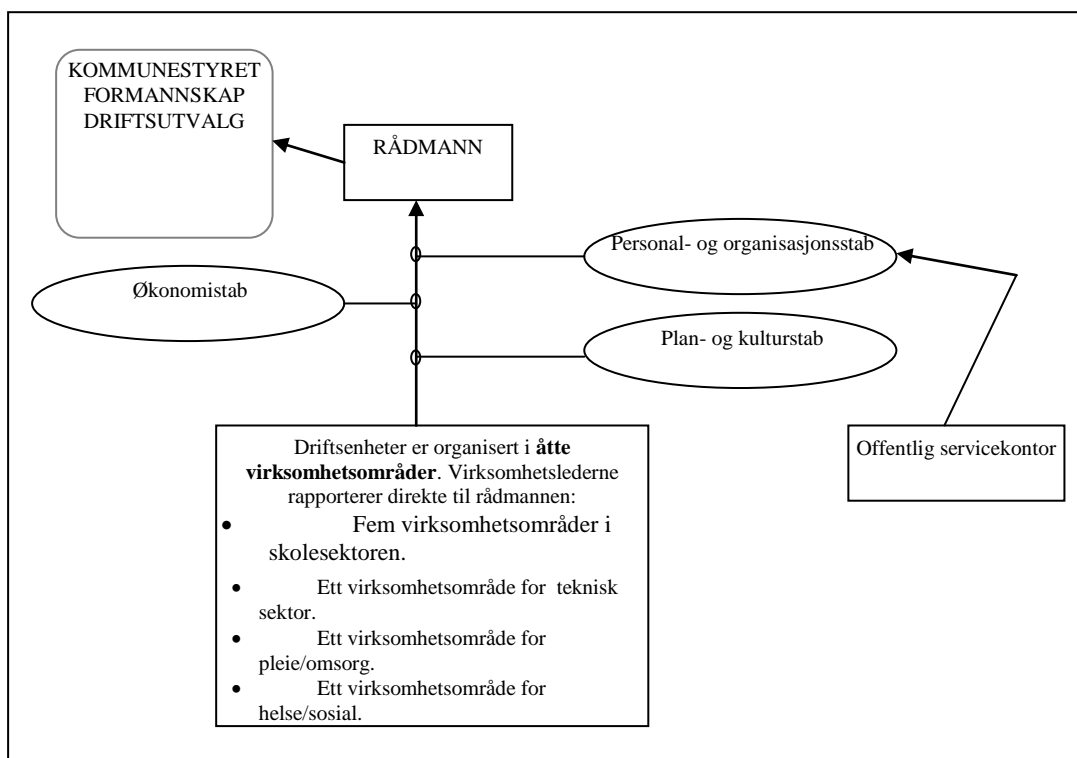 KOMMUNESTYRET
FORMANNSKAP
DRIFTSUTVALG
RÅDMANN
Personal- og organisasjonsstab
Økonomistab
Plan- og kulturstab
Driftsenheter er organisert i åtte
virksomhetsområder. Virksomhetslederne
rapporterer direkte til rådmannen:
• Fem virksomhetsområder i
skolesektoren.
• Ett virksomhetsområde for teknisk
sektor.
• Ett virksomhetsområde for
pleie/omsorg.
• Ett virksomhetsområde for
helse/sosial.
Offentlig servicekontor